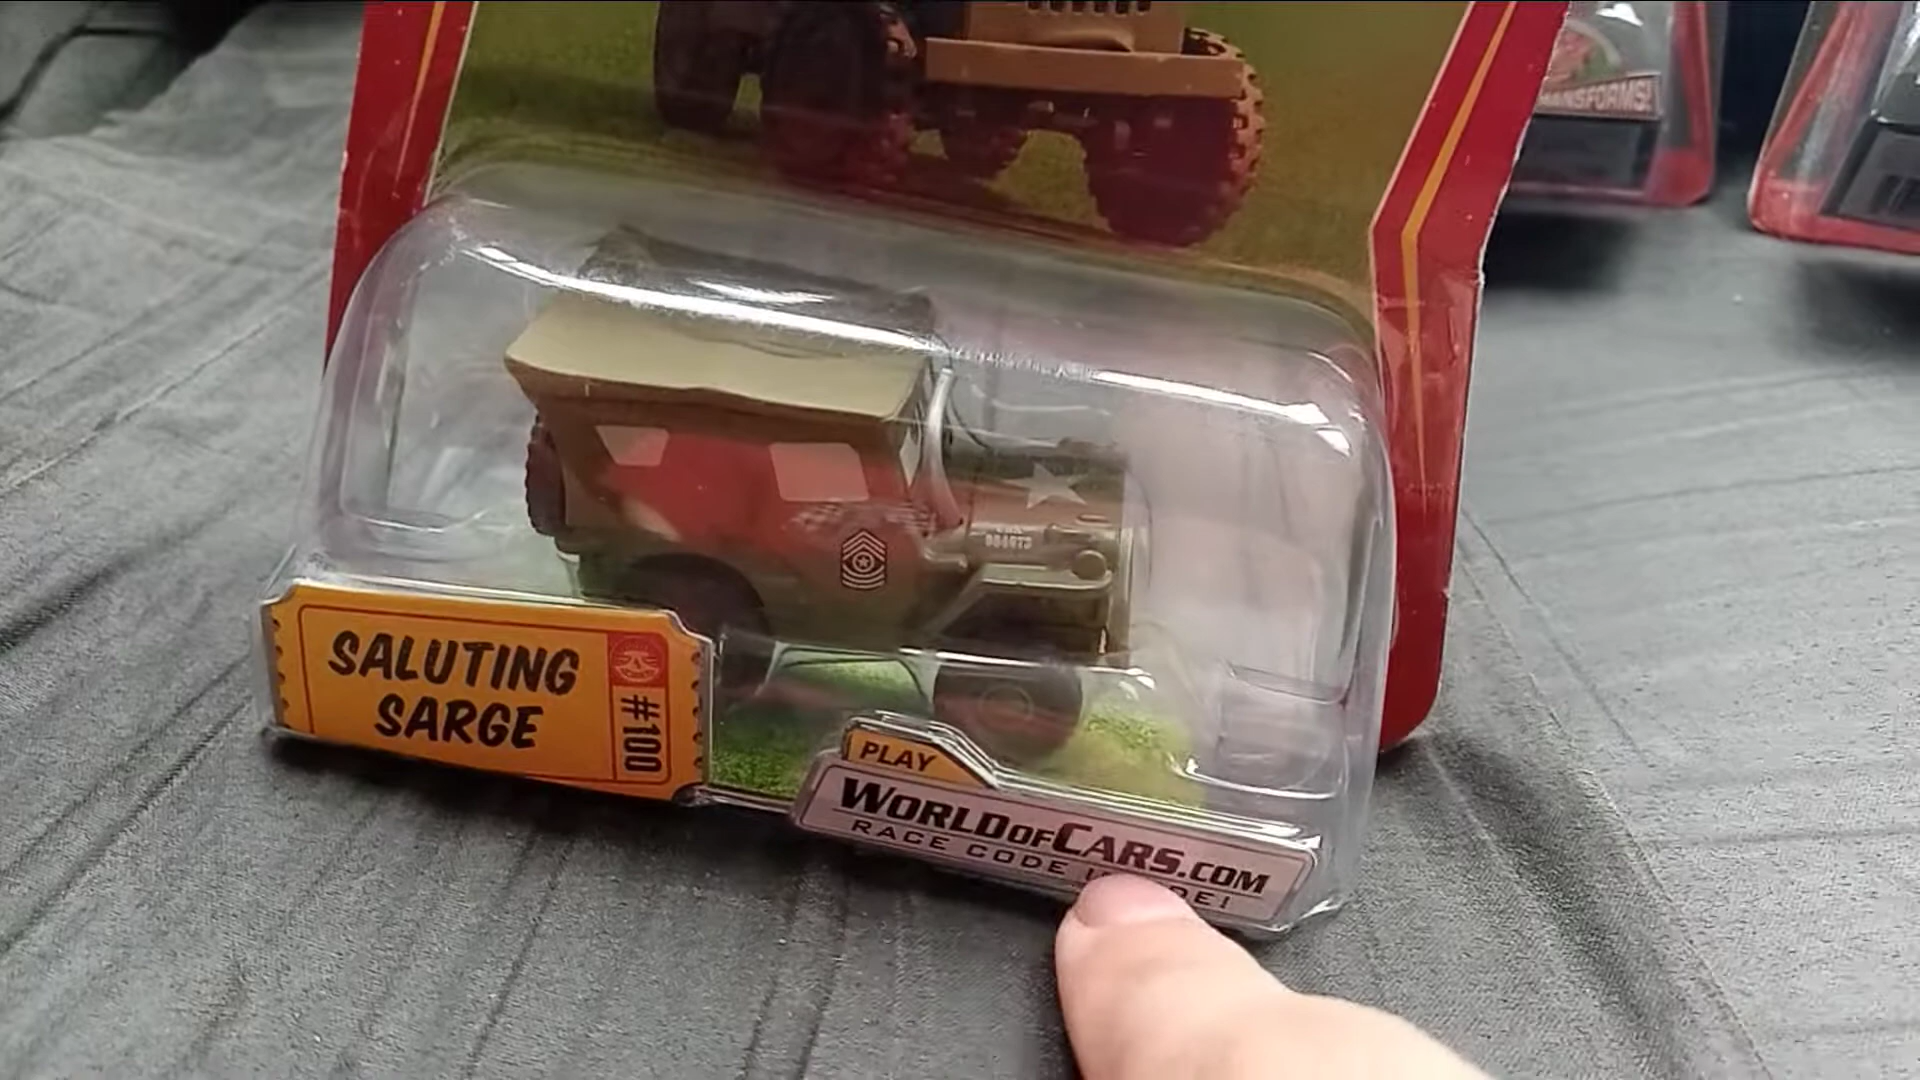 TRANSFORMS!
SALUTING
SARGE
#100
PLAY
WORLDOFCARS.COM
RACE CODE